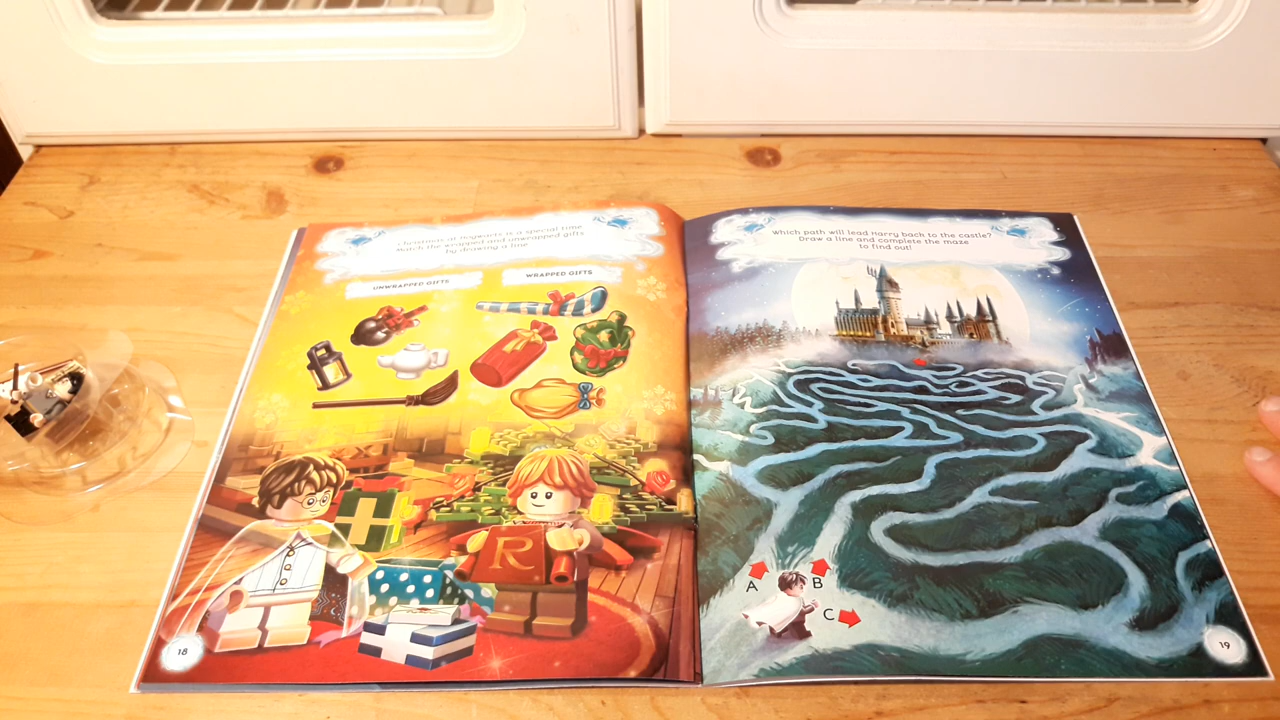 Christmas at Hogwarts is a special time.
Match the wrapped and unwrapped gifts
by drawing a line.
UNWRAPPED GIFTS
WRAPPED GIFTS
R
18
Which path will lead Harry back to the castle?
Draw a line and complete the maze
to find out!
A
B
C
19